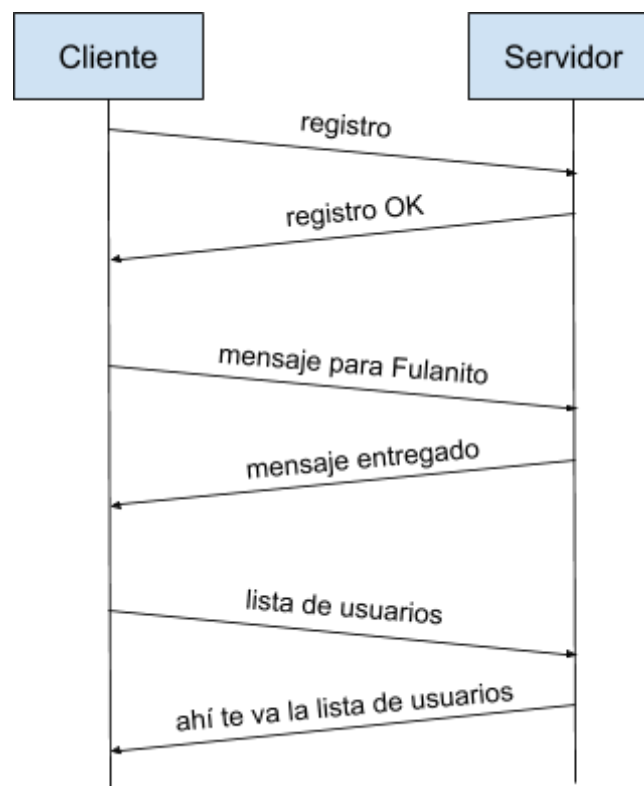 Cliente
Servidor
registro
registro OK
mensaje para Fulanito
mensaje entregado
lista de usuarios
ahí te va la lista de usuarios